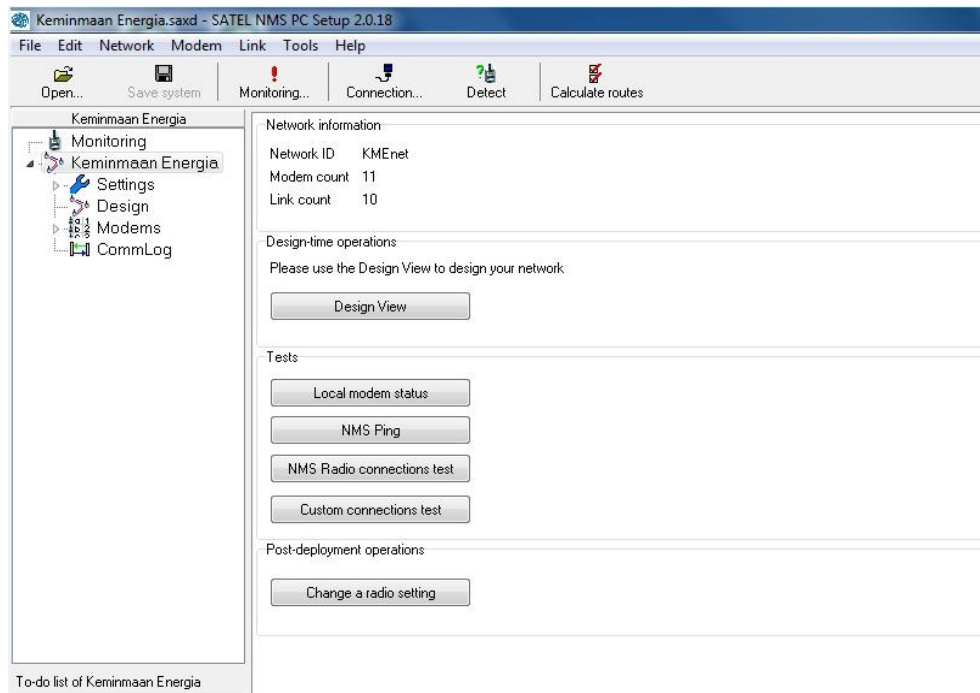 Keminmaan Energia.saxd - SATEL NMS PC Setup 2.0.18
File Edit Network Modem Link Tools Help
Open... Save system Monitoring... Connection... Detect Calculate routes
Keminmaan Energia
Monitoring
Keminmaan Energia
Settings
Design
Modems
CommLog
To-do list of Keminmaan Energia
Network information
Network ID KMEnet
Modem count 11
Link count 10
Design-time operations
Please use the Design View to design your network
Design View
Tests
Local modem status
NMS Ping
NMS Radio connections test
Custom connections test
Post-deployment operations
Change a radio setting